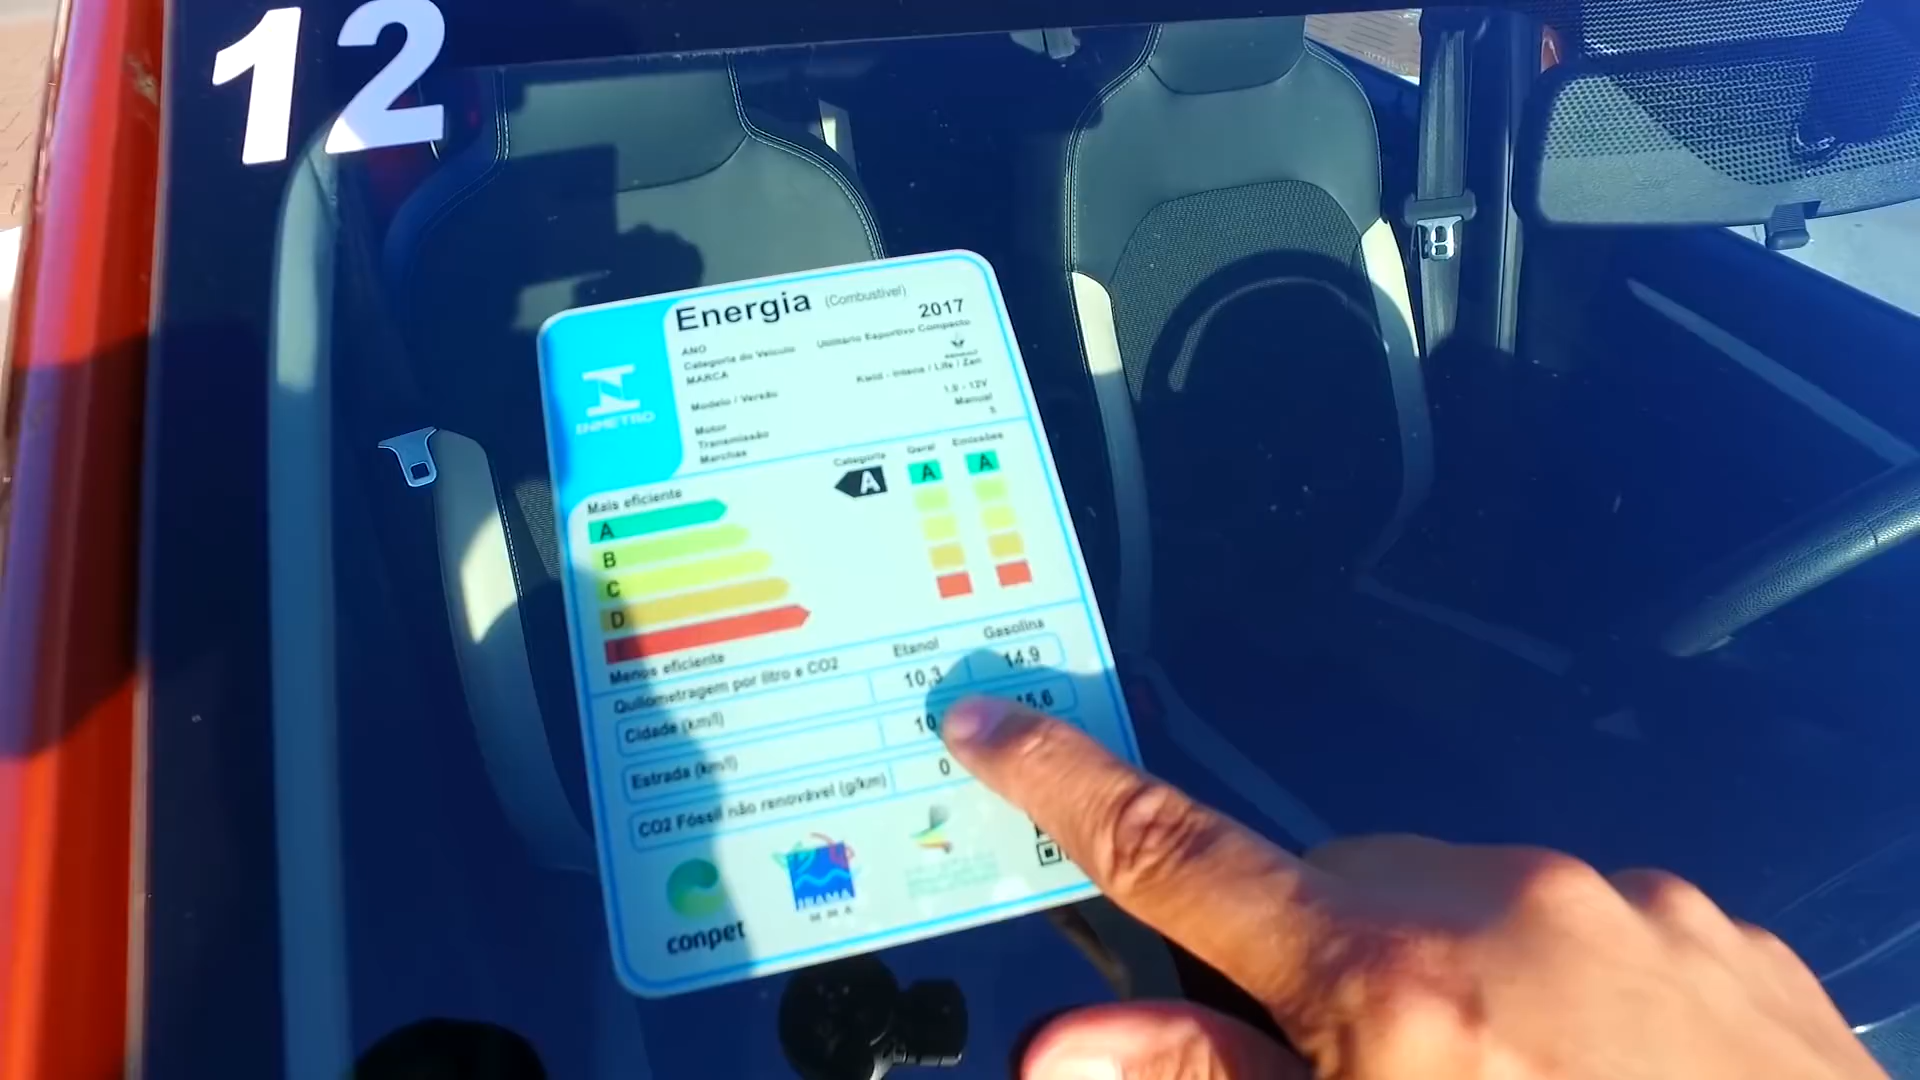 12
Energia (Combustível)
ANO 2017
Categoria do Veículo Utilitário Esportivo Compacto
MARCA
RENAULT
Modelo / Versão Kwid - Intens / Life / Zen
Motor 1.0 - 12V
Transmissão Manual
Marchas 5
INMETRO
Mais eficiente
Categoria Geral Emissões
A A A
A
B
C
D
Menos eficiente
Quilometragem por litro e CO2 Etanol Gasolina
Cidade (km/l) 10,3 14,9
Estrada (km/l) 10 15,6
CO2 Fóssil não renovável (g/km) 0
conpet
IBAMA
MMA